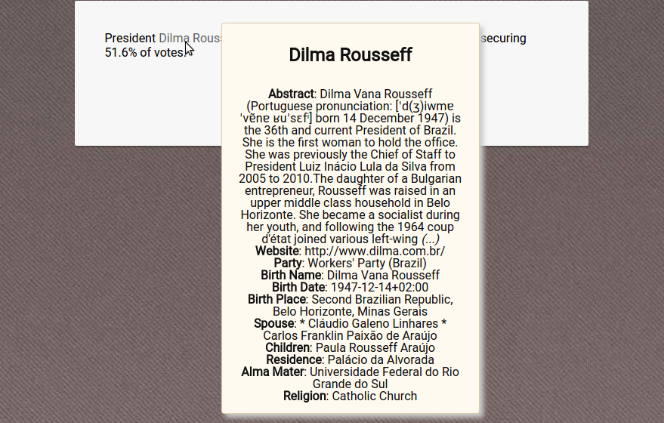 President Dilma Rouss
securing
51.6% of votes.
Dilma Rousseff
Abstract: Dilma Vana Rousseff
(Portuguese pronunciation: [ˈd(ʒ)iwmɐ
ˈvɐ̃nɐ ʁuˈsɛf] born 14 December 1947) is
the 36th and current President of Brazil.
She is the first woman to hold the office.
She was previously the Chief of Staff to
President Luiz Inácio Lula da Silva from
2005 to 2010.The daughter of a Bulgarian
entrepreneur, Rousseff was raised in an
upper middle class household in Belo
Horizonte. She became a socialist during
her youth, and following the 1964 coup
d'état joined various left-wing (...)
Website: http://www.dilma.com.br/
Party: Workers' Party (Brazil)
Birth Name: Dilma Vana Rousseff
Birth Date: 1947-12-14+02:00
Birth Place: Second Brazilian Republic,
Belo Horizonte, Minas Gerais
Spouse: * Cláudio Galeno Linhares *
Carlos Franklin Paixão de Araújo
Children: Paula Rousseff Araújo
Residence: Palácio da Alvorada
Alma Mater: Universidade Federal do Rio
Grande do Sul
Religion: Catholic Church